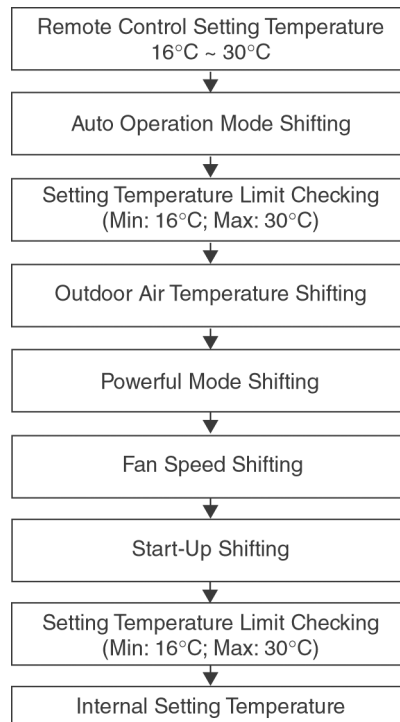 Remote Control Setting Temperature
16°C ~ 30°C
Auto Operation Mode Shifting
Setting Temperature Limit Checking
(Min: 16°C; Max: 30°C)
Outdoor Air Temperature Shifting
Powerful Mode Shifting
Fan Speed Shifting
Start-Up Shifting
Setting Temperature Limit Checking
(Min: 16°C; Max: 30°C)
Internal Setting Temperature